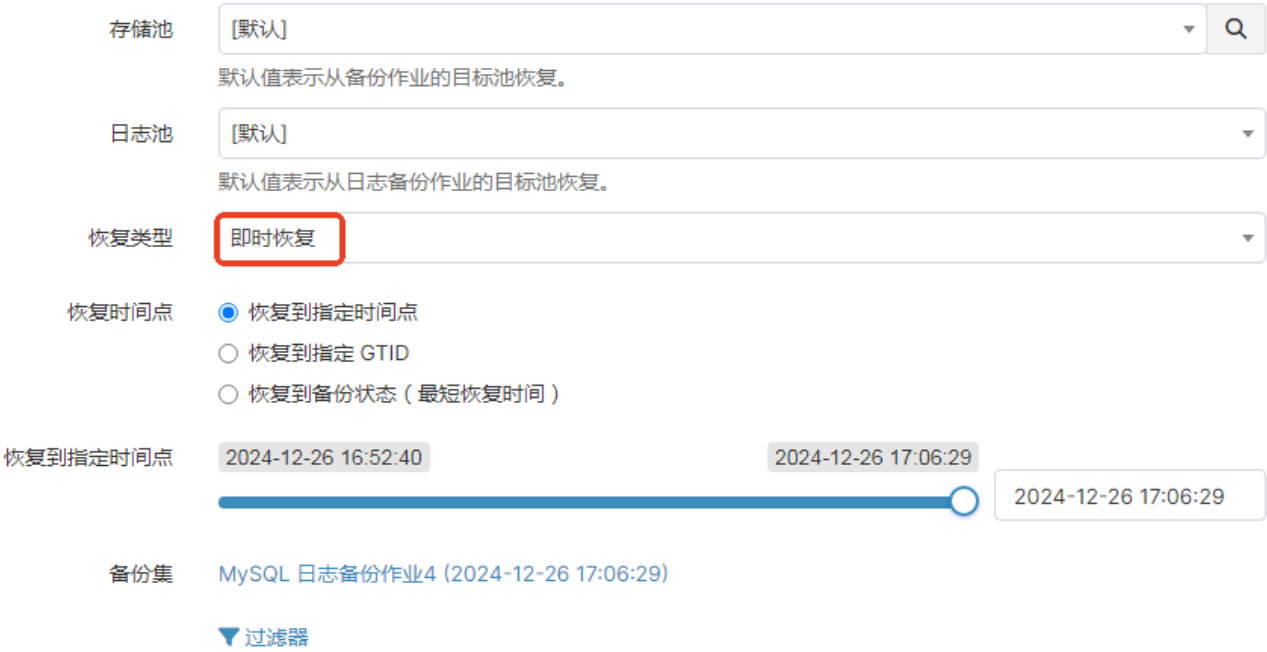 存储池 [默认]
默认值表示从备份作业的目标池恢复。
日志池 [默认]
默认值表示从日志备份作业的目标池恢复。
恢复类型 即时恢复
恢复时间点 恢复到指定时间点
恢复到指定 GTID
恢复到备份状态（最短恢复时间）
恢复到指定时间点 2024-12-26 16:52:40 2024-12-26 17:06:29
2024-12-26 17:06:29
备份集 MySQL 日志备份作业4 (2024-12-26 17:06:29)
过滤器